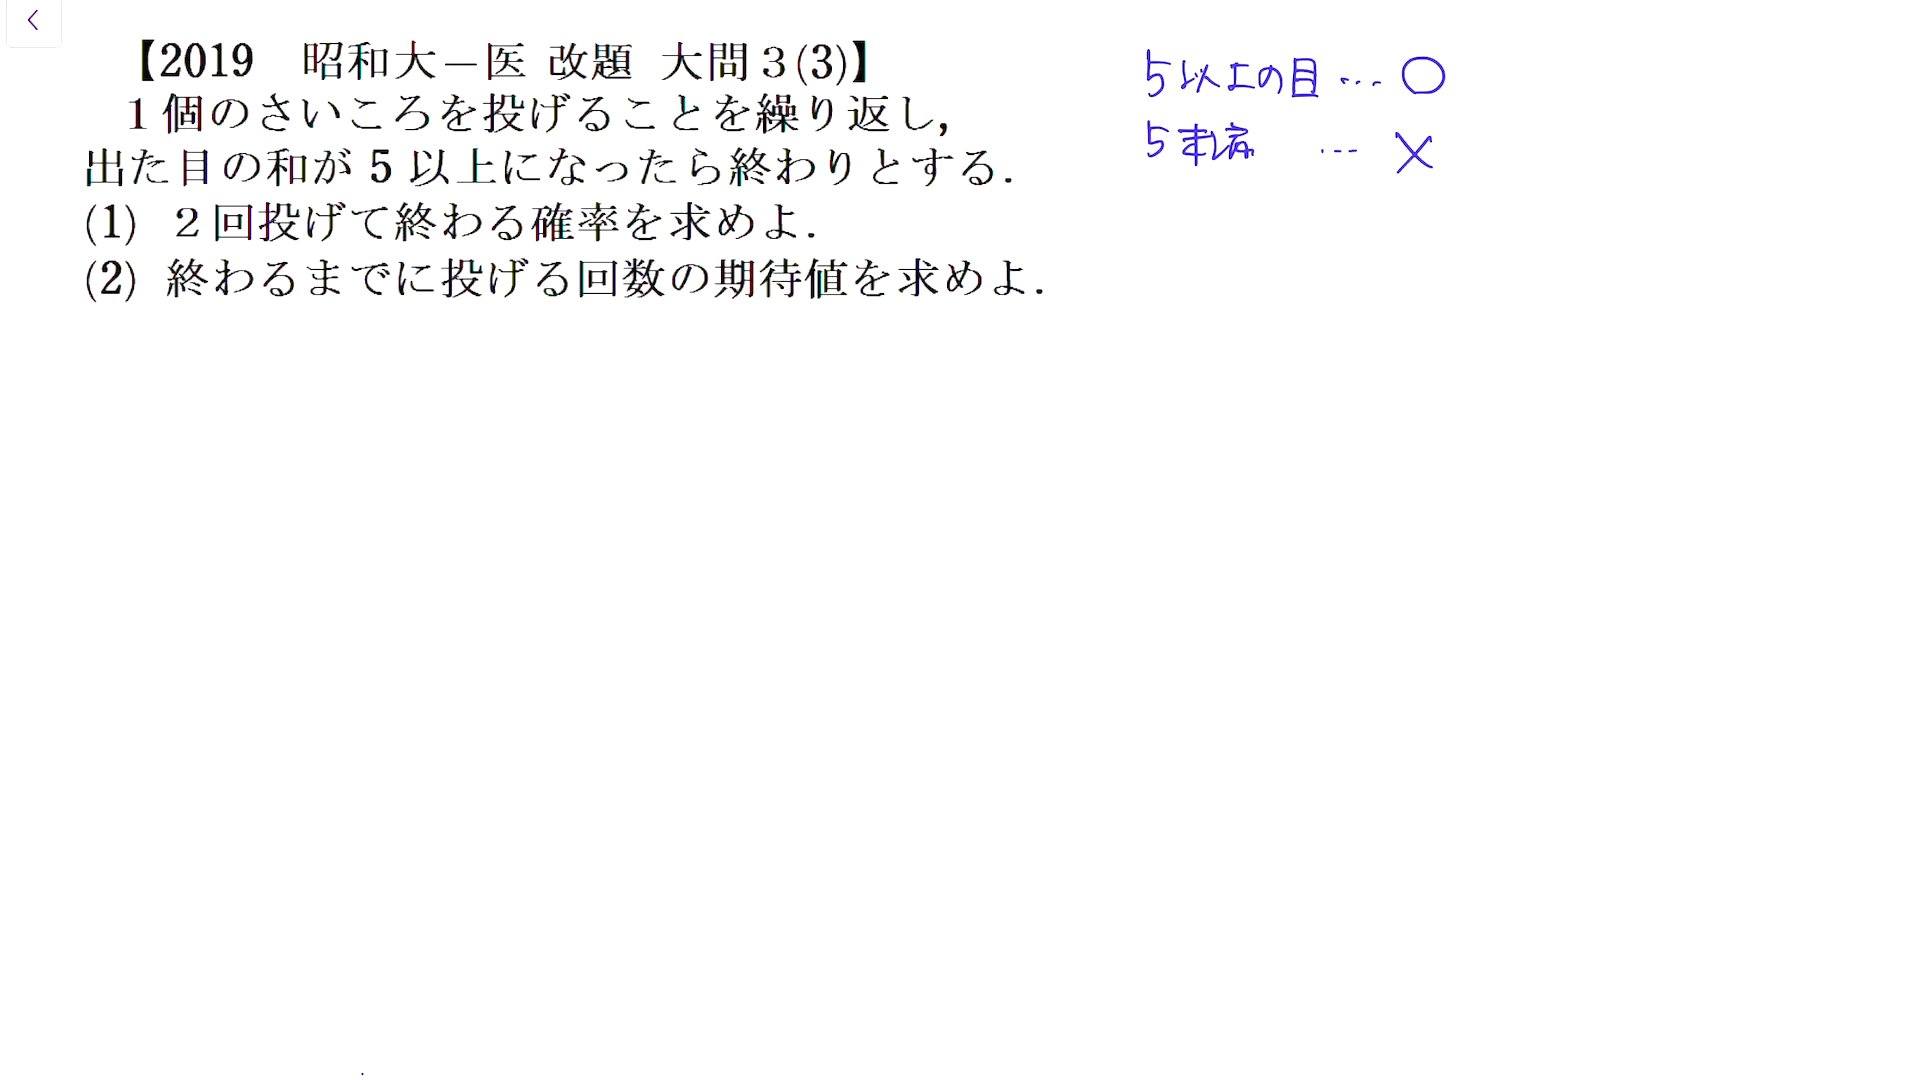 【2019 昭和大－医 改題 大問３(3)】
１個のさいころを投げることを繰り返し，
出た目の和が 5 以上になったら終わりとする．
(1) ２回投げて終わる確率を求めよ．
(2) 終わるまでに投げる回数の期待値を求めよ．
5以上の目 … ○
5未満 … ×